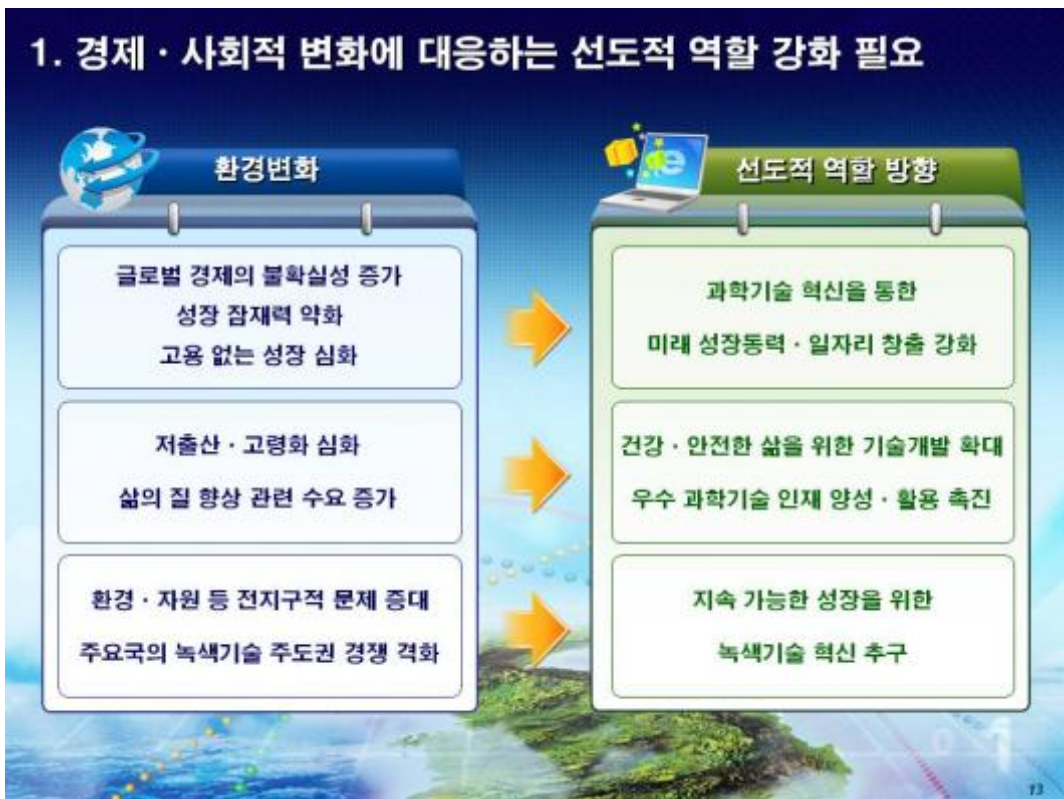 1. 경제 · 사회적 변화에 대응하는 선도적 역할 강화 필요
환경변화
글로벌 경제의 불확실성 증가
성장 잠재력 약화
고용 없는 성장 심화
저출산 · 고령화 심화
삶의 질 향상 관련 수요 증가
환경 · 자원 등 전지구적 문제 증대
주요국의 녹색기술 주도권 경쟁 격화
선도적 역할 방향
과학기술 혁신을 통한
미래 성장동력 · 일자리 창출 강화
건강 · 안전한 삶을 위한 기술개발 확대
우수 과학기술 인재 양성 · 활용 촉진
지속 가능한 성장을 위한
녹색기술 혁신 추구
0 1
13